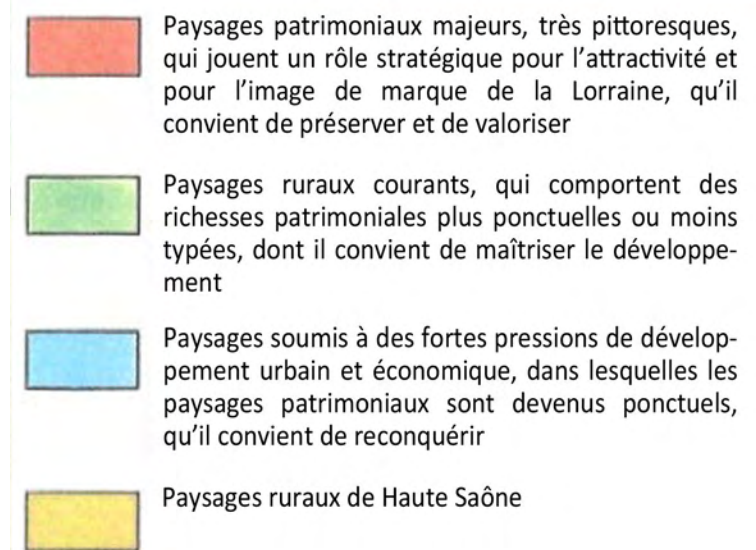 Paysages patrimoniaux majeurs, très pittoresques,
qui jouent un rôle stratégique pour l’attractivité et
pour l’image de marque de la Lorraine, qu’il
convient de préserver et de valoriser
Paysages ruraux courants, qui comportent des
richesses patrimoniales plus ponctuelles ou moins
typées, dont il convient de maîtriser le développe-
ment
Paysages soumis à des fortes pressions de dévelop-
pement urbain et économique, dans lesquelles les
paysages patrimoniaux sont devenus ponctuels,
qu’il convient de reconquérir
Paysages ruraux de Haute Saône